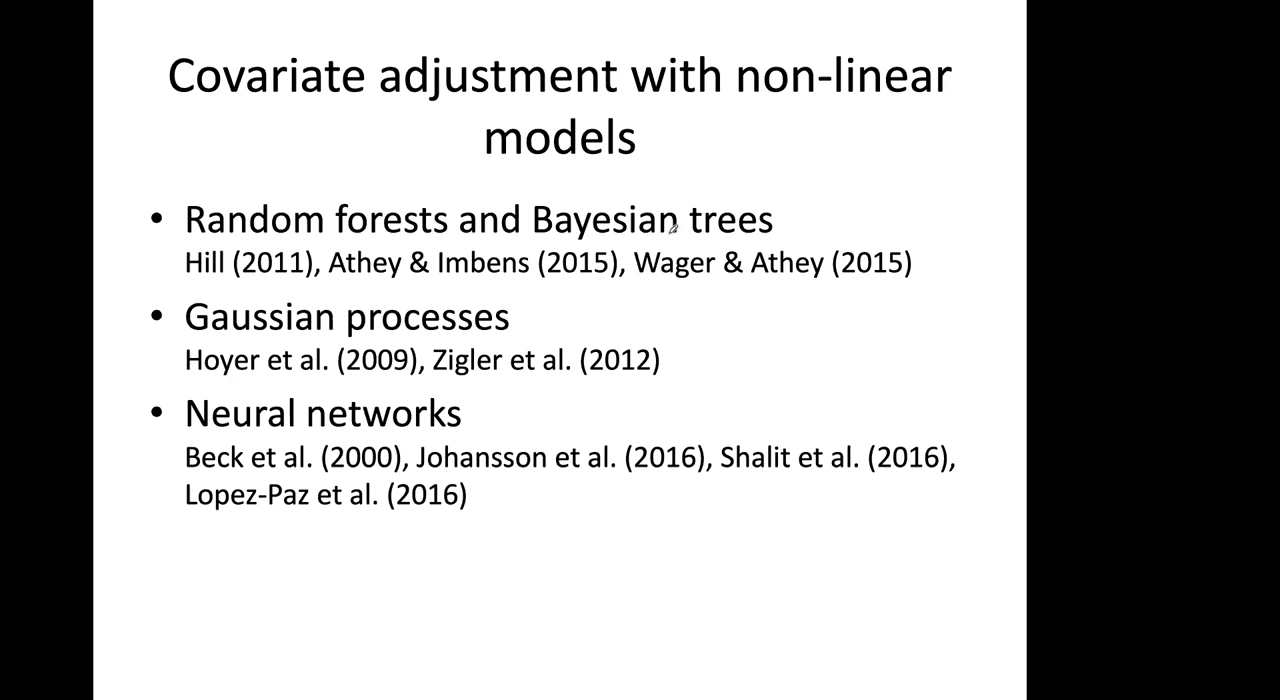 Covariate adjustment with non-linear
models
• Random forests and Bayesian trees
Hill (2011), Athey & Imbens (2015), Wager & Athey (2015)
• Gaussian processes
Hoyer et al. (2009), Zigler et al. (2012)
• Neural networks
Beck et al. (2000), Johansson et al. (2016), Shalit et al. (2016),
Lopez-Paz et al. (2016)